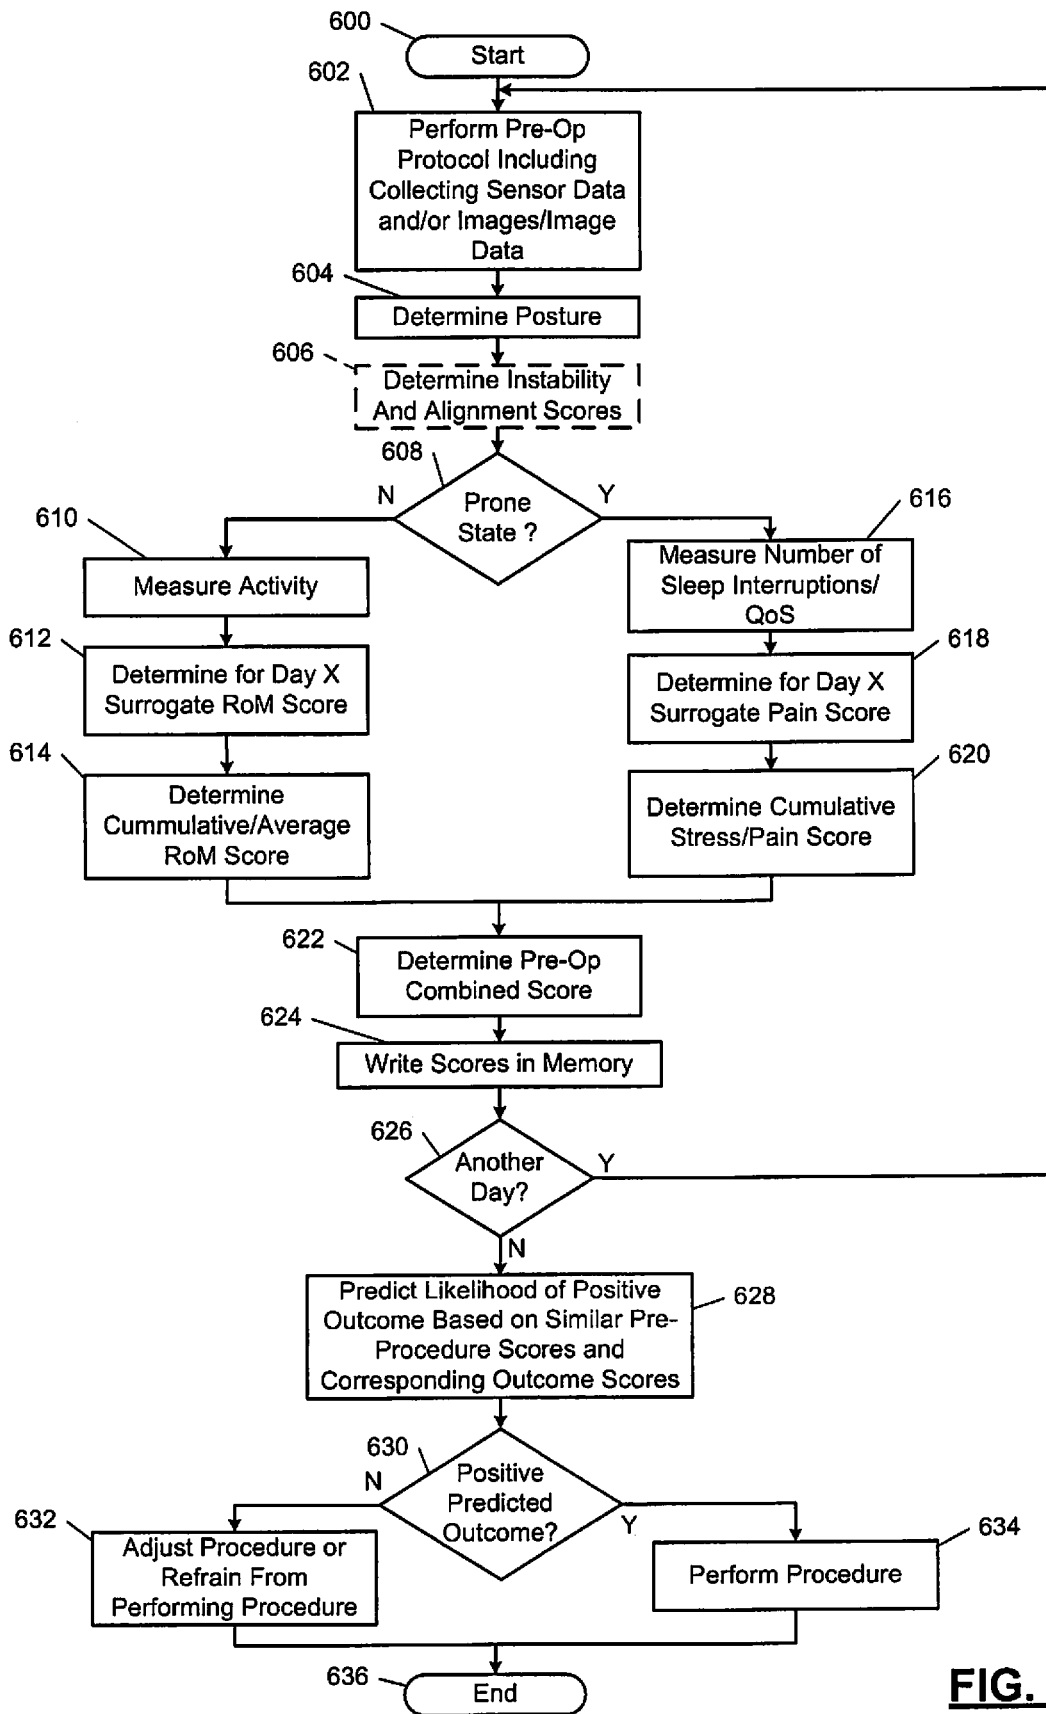 600
Start
602
Perform Pre-Op
Protocol Including
Collecting Sensor Data
and/or Images/Image
Data
604
Determine Posture
606
Determine Instability
And Alignment Scores
608
N
Y
Prone
State ?
610
Measure Activity
616
Measure Number of
Sleep Interruptions/
QoS
612
Determine for Day X
Surrogate RoM Score
618
Determine for Day X
Surrogate Pain Score
614
Determine
Cummulative/Average
RoM Score
620
Determine Cumulative
Stress/Pain Score
622
Determine Pre-Op
Combined Score
624
Write Scores in Memory
626
Another
Day?
Y
N
Predict Likelihood of Positive
Outcome Based on Similar Pre-
Procedure Scores and
Corresponding Outcome Scores
628
630
N
Positive
Predicted
Outcome?
Y
632
Adjust Procedure or
Refrain From
Performing Procedure
634
Perform Procedure
636
End
FIG.